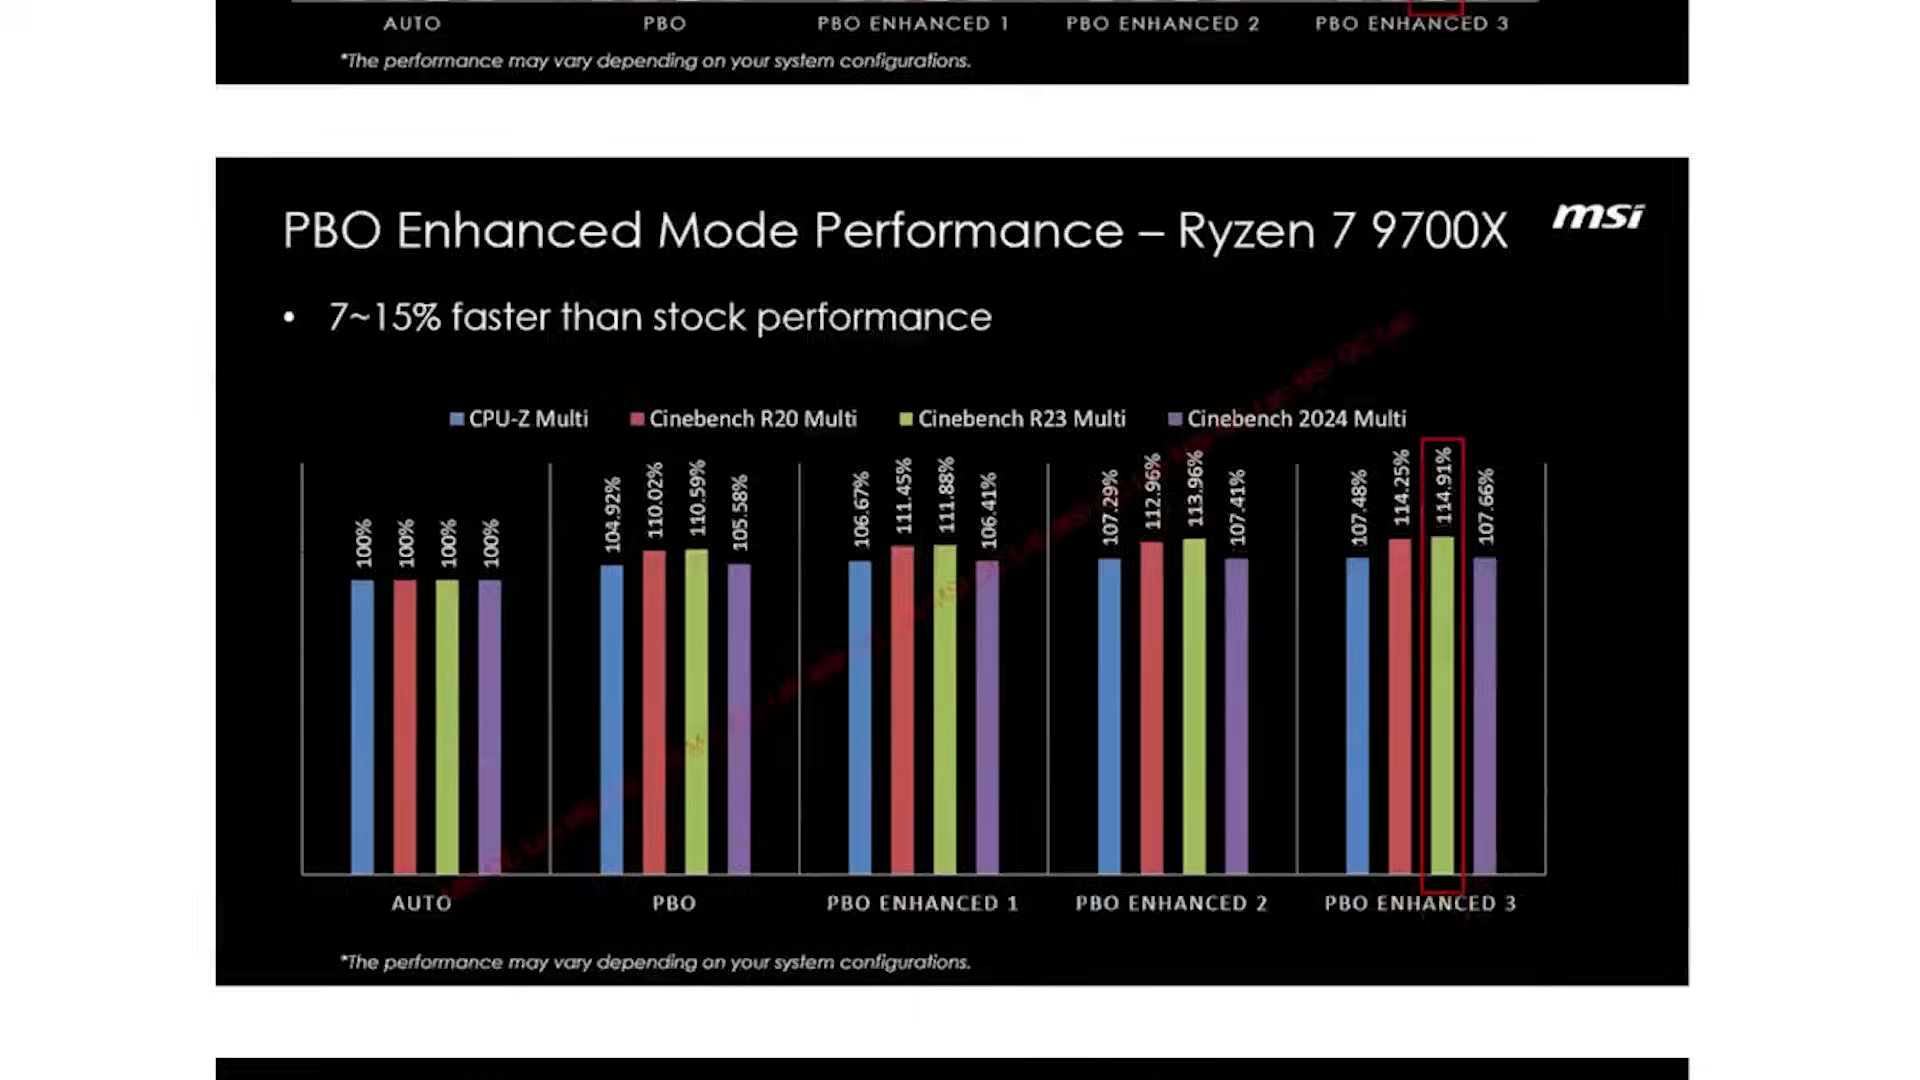 AUTO PBO PBO ENHANCED 1 PBO ENHANCED 2 PBO ENHANCED 3
*The performance may vary depending on your system configurations.
PBO Enhanced Mode Performance – Ryzen 7 9700X
msi
• 7~15% faster than stock performance
CPU-Z Multi Cinebench R20 Multi Cinebench R23 Multi Cinebench 2024 Multi
100% 100% 100% 100% 104.92% 110.02% 110.59% 105.58% 106.67% 111.45% 111.88% 106.41% 107.29% 112.96% 113.96% 107.41% 107.48% 114.25% 114.91% 107.66%
AUTO PBO PBO ENHANCED 1 PBO ENHANCED 2 PBO ENHANCED 3
*The performance may vary depending on your system configurations.